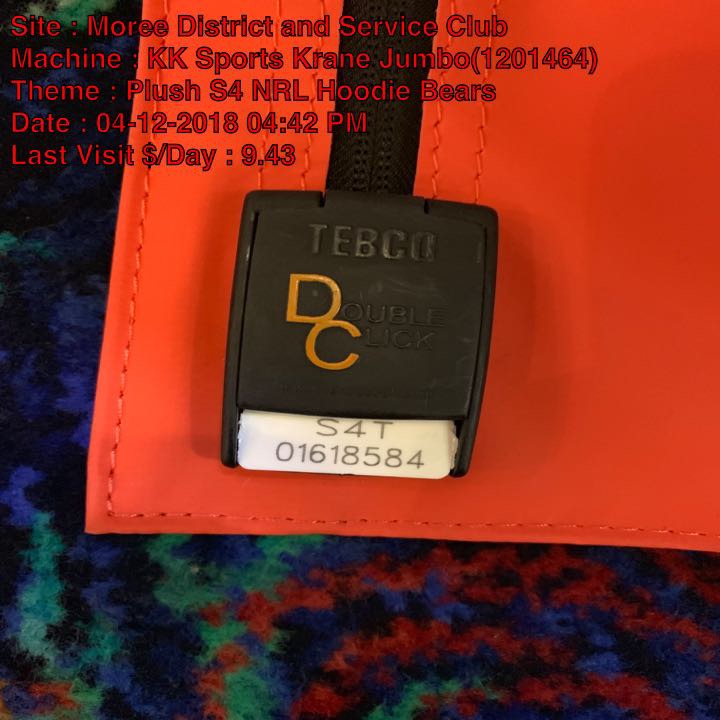 Site : Moree District and Service Club
Machine : KK Sports Krane Jumbo(1201464)
Theme : Plush S4 NRL Hoodie Bears
Date : 04-12-2018 04:42 PM
Last Visit $/Day : 9.43
TEBCO
DOUBLE
CLICK
S4T
01618584